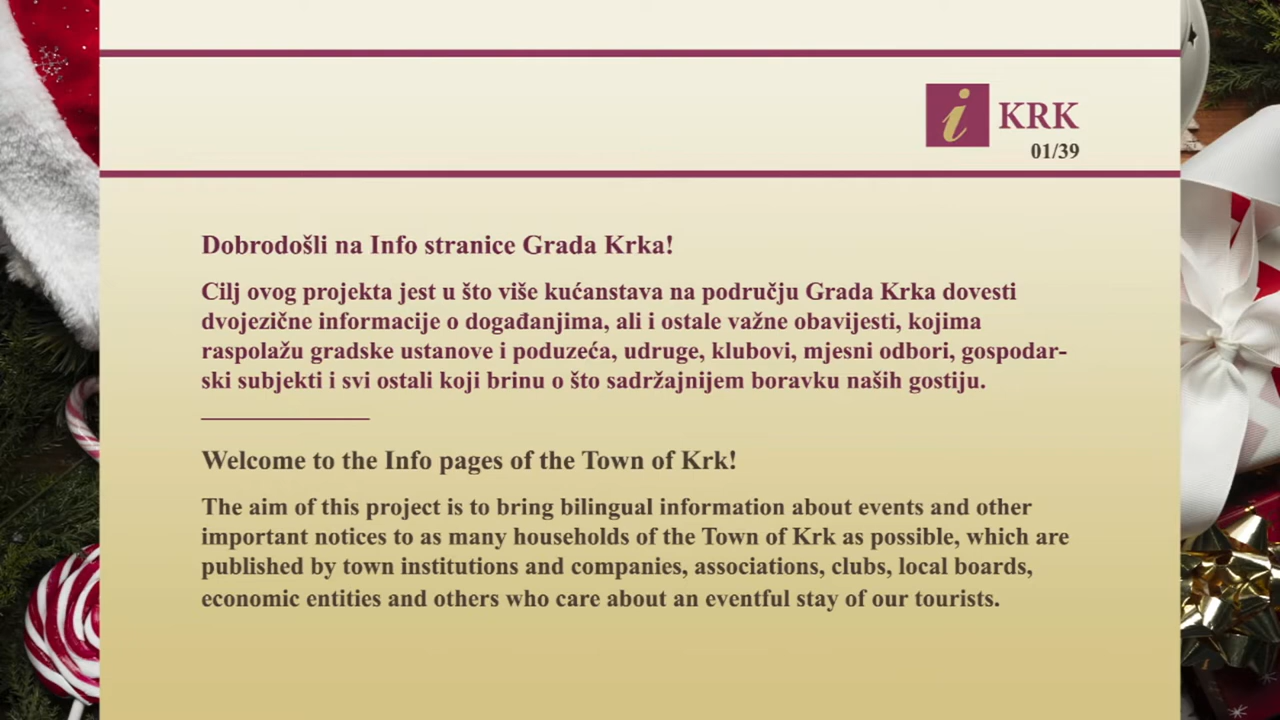 i KRK
01/39
Dobrodošli na Info stranice Grada Krka!
Cilj ovog projekta jest u što više kućanstava na području Grada Krka dovesti
dvojezične informacije o događanjima, ali i ostale važne obavijesti, kojima
raspolažu gradske ustanove i poduzeća, udruge, klubovi, mjesni odbori, gospodar-
ski subjekti i svi ostali koji brinu o što sadržajnijem boravku naših gostiju.
Welcome to the Info pages of the Town of Krk!
The aim of this project is to bring bilingual information about events and other
important notices to as many households of the Town of Krk as possible, which are
published by town institutions and companies, associations, clubs, local boards,
economic entities and others who care about an eventful stay of our tourists.